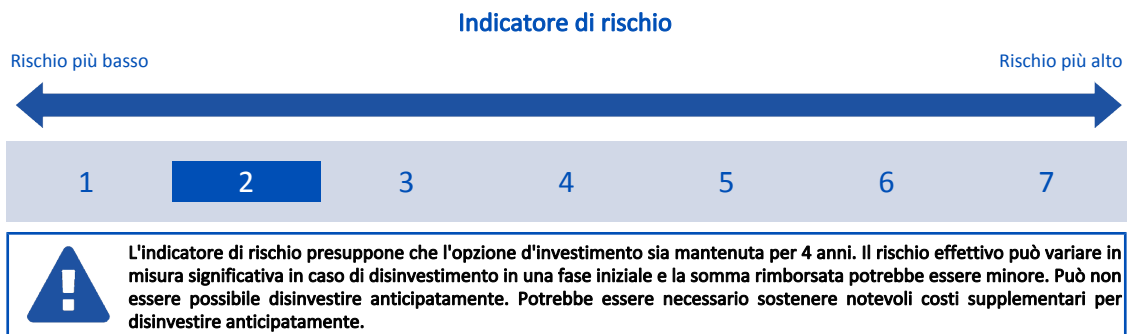 Indicatore di rischio
Rischio più basso
Rischio più alto
1 2 3 4 5 6 7
L'indicatore di rischio presuppone che l'opzione d'investimento sia mantenuta per 4 anni. Il rischio effettivo può variare in
misura significativa in caso di disinvestimento in una fase iniziale e la somma rimborsata potrebbe essere minore. Può non
essere possibile disinvestire anticipatamente. Potrebbe essere necessario sostenere notevoli costi supplementari per
disinvestire anticipatamente.